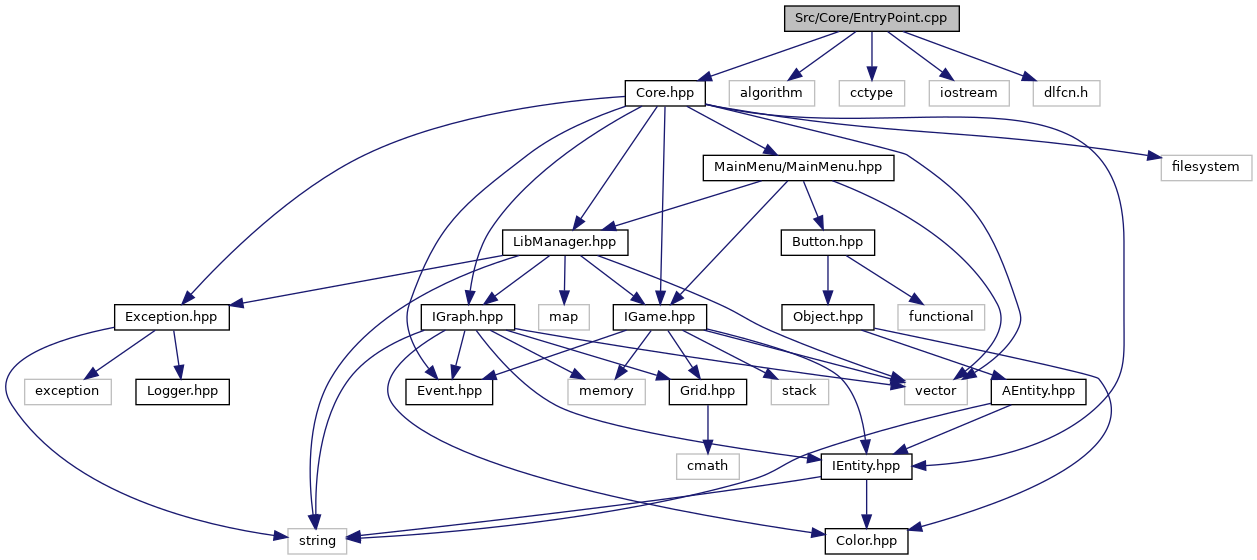 Src/Core/EntryPoint.cpp
Core.hpp
algorithm
cctype
iostream
dlfcn.h
MainMenu/MainMenu.hpp
filesystem
LibManager.hpp
Button.hpp
Exception.hpp
IGraph.hpp
map
IGame.hpp
Object.hpp
functional
exception
Logger.hpp
Event.hpp
memory
Grid.hpp
stack
vector
AEntity.hpp
cmath
IEntity.hpp
string
Color.hpp